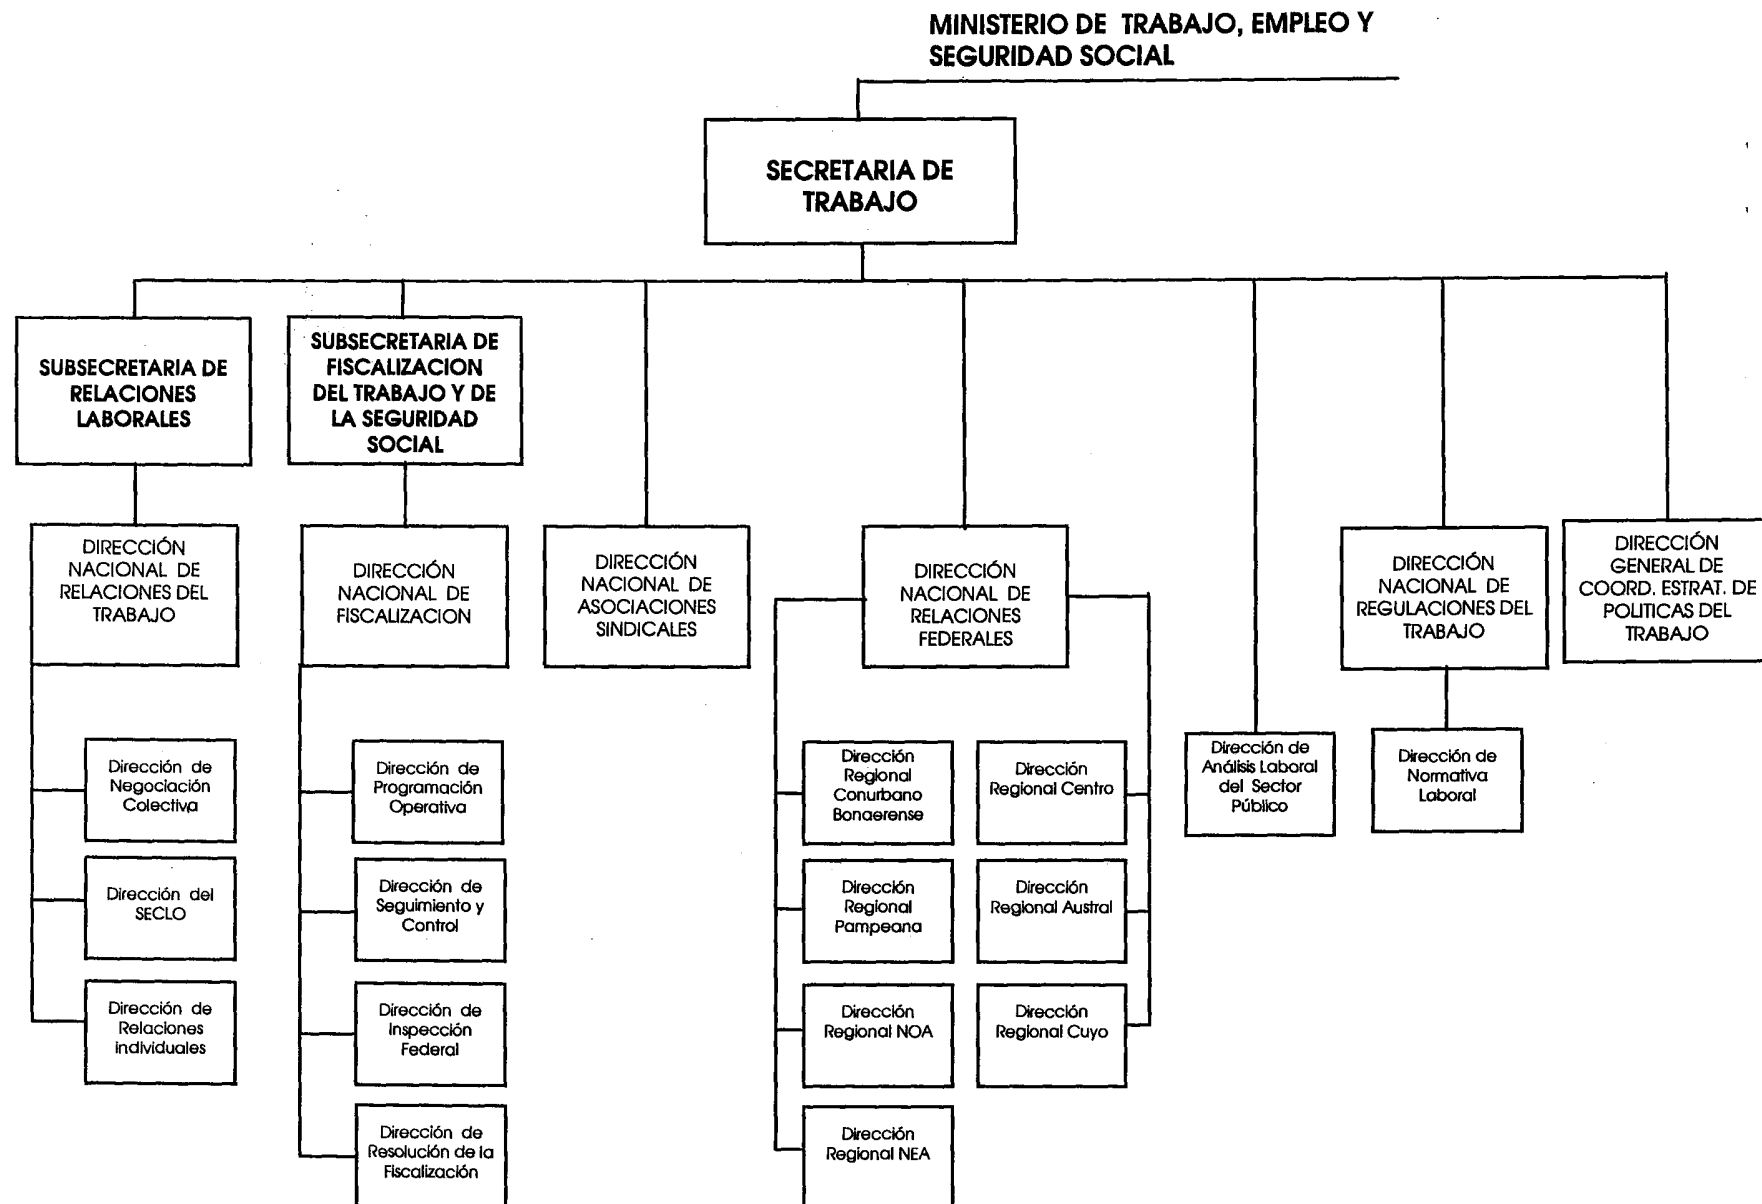 MINISTERIO DE TRABAJO, EMPLEO Y
SEGURIDAD SOCIAL
SECRETARIA DE
TRABAJO
SUBSECRETARIA DE
RELACIONES
LABORALES
SUBSECRETARIA DE
FISCALIZACION
DEL TRABAJO Y DE
LA SEGURIDAD
SOCIAL
DIRECCIÓN
NACIONAL DE
RELACIONES DEL
TRABAJO
DIRECCIÓN
NACIONAL DE
FISCALIZACION
DIRECCIÓN
NACIONAL DE
ASOCIACIONES
SINDICALES
DIRECCIÓN
NACIONAL DE
RELACIONES
FEDERALES
DIRECCIÓN
NACIONAL DE
REGULACIONES DEL
TRABAJO
DIRECCIÓN
GENERAL DE
COORD. ESTRAT. DE
POLITICAS DEL
TRABAJO
Dirección de
Negociación
Colectiva
Dirección del
SECLO
Dirección de
Relaciones
individuales
Dirección de
Programación
Operativa
Dirección de
Seguimiento y
Control
Dirección de
Inspección
Federal
Dirección de
Resolución de la
Fiscalización
Dirección
Regional
Conurbano
Bonaerense
Dirección
Regional
Pampeana
Dirección
Regional NOA
Dirección
Regional NEA
Dirección
Regional Centro
Dirección
Regional Austral
Dirección
Regional Cuyo
Dirección de
Análisis Laboral
del Sector
Público
Dirección de
Normativa
Laboral